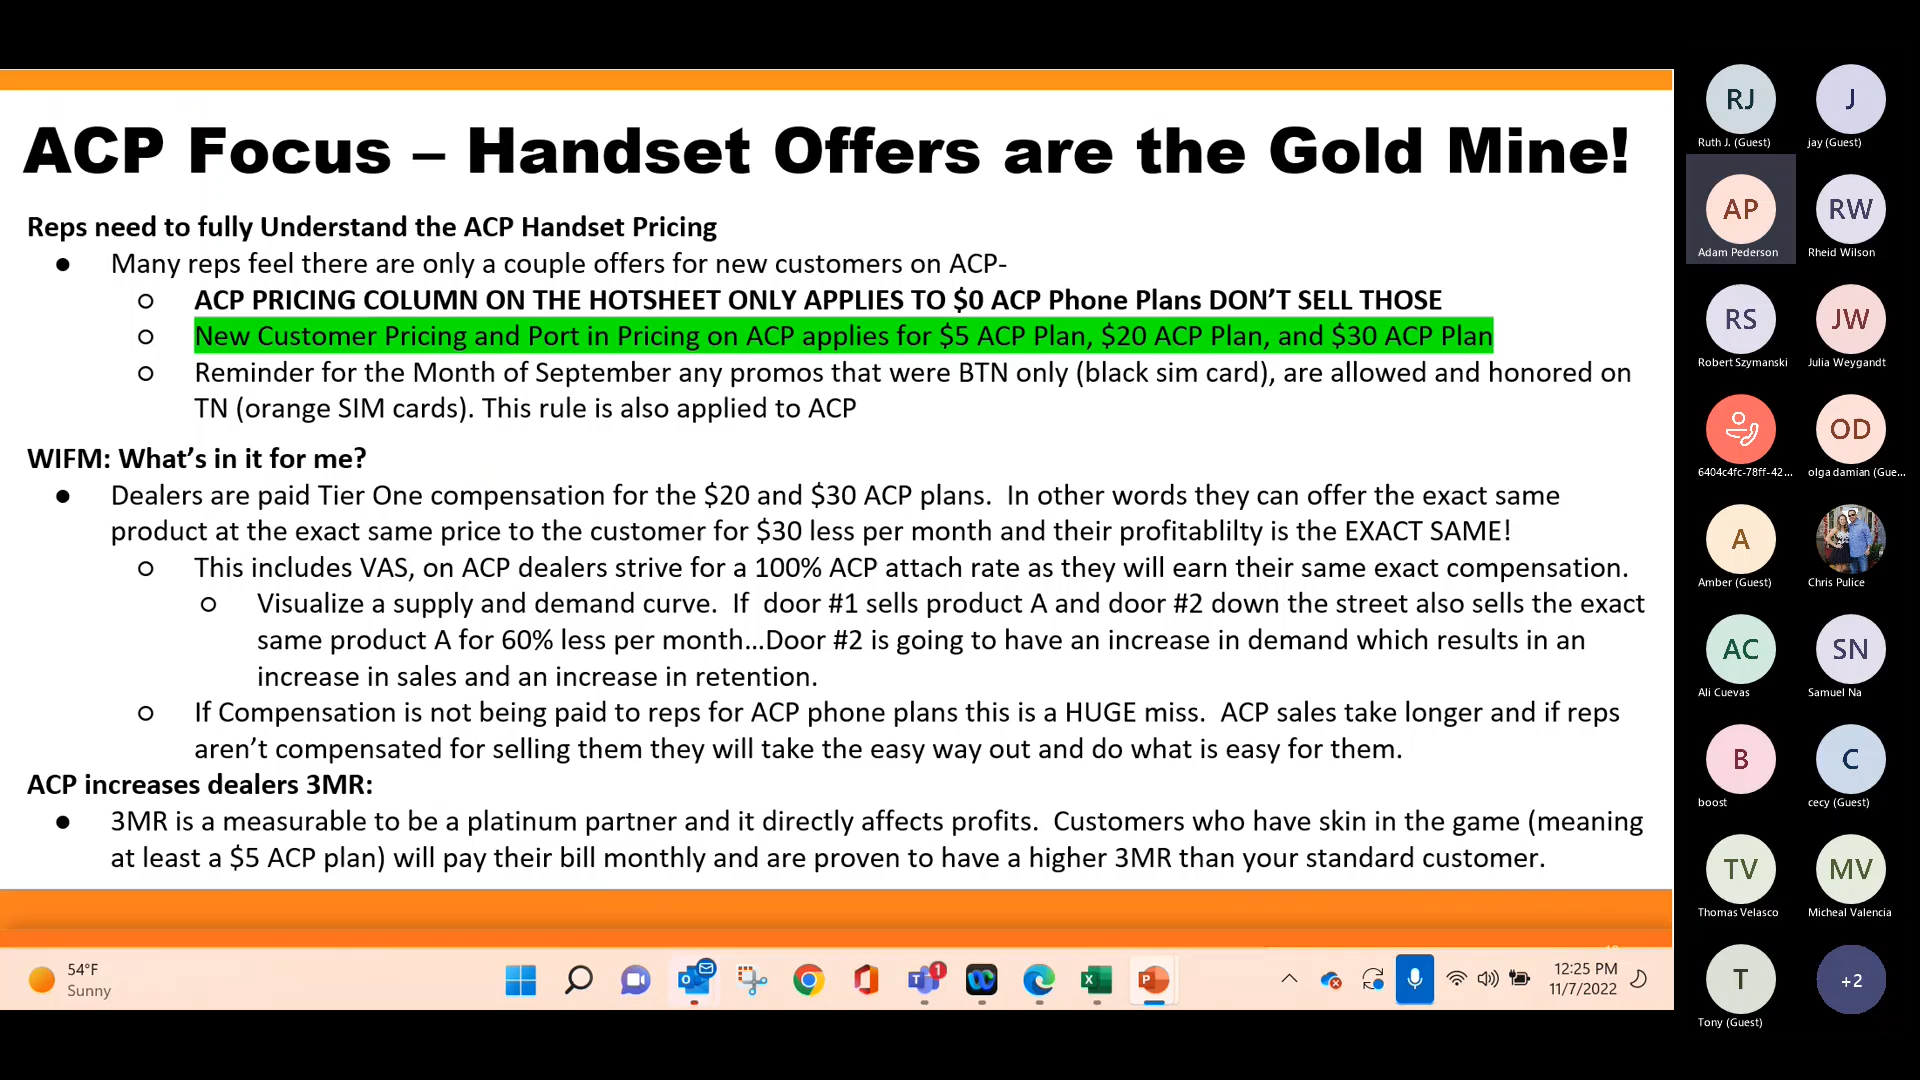 ACP Focus – Handset Offers are the Gold Mine!
Reps need to fully Understand the ACP Handset Pricing
● Many reps feel there are only a couple offers for new customers on ACP-
○ ACP PRICING COLUMN ON THE HOTSHEET ONLY APPLIES TO $0 ACP Phone Plans DON'T SELL THOSE
○ New Customer Pricing and Port in Pricing on ACP applies for $5 ACP Plan, $20 ACP Plan, and $30 ACP Plan
○ Reminder for the Month of September any promos that were BTN only (black sim card), are allowed and honored on
TN (orange SIM cards). This rule is also applied to ACP
WIFM: What's in it for me?
● Dealers are paid Tier One compensation for the $20 and $30 ACP plans. In other words they can offer the exact same
product at the exact same price to the customer for $30 less per month and their profitablilty is the EXACT SAME!
○ This includes VAS, on ACP dealers strive for a 100% ACP attach rate as they will earn their same exact compensation.
○ Visualize a supply and demand curve. If door #1 sells product A and door #2 down the street also sells the exact
same product A for 60% less per month...Door #2 is going to have an increase in demand which results in an
increase in sales and an increase in retention.
○ If Compensation is not being paid to reps for ACP phone plans this is a HUGE miss. ACP sales take longer and if reps
aren't compensated for selling them they will take the easy way out and do what is easy for them.
ACP increases dealers 3MR:
● 3MR is a measurable to be a platinum partner and it directly affects profits. Customers who have skin in the game (meaning
at least a $5 ACP plan) will pay their bill monthly and are proven to have a higher 3MR than your standard customer.
54°F
Sunny
1
12:25 PM
11/7/2022
RJ
Ruth J. (Guest)
J
jay (Guest)
AP
Adam Pederson
RW
Rheid Wilson
RS
Robert Szymanski
JW
Julia Weygandt
6404c4fc-78ff-42...
OD
olga damian (Gue...
A
Amber (Guest)
Chris Pulice
AC
Ali Cuevas
SN
Samuel Na
B
boost
C
cecy (Guest)
TV
Thomas Velasco
MV
Micheal Valencia
T
Tony (Guest)
+2